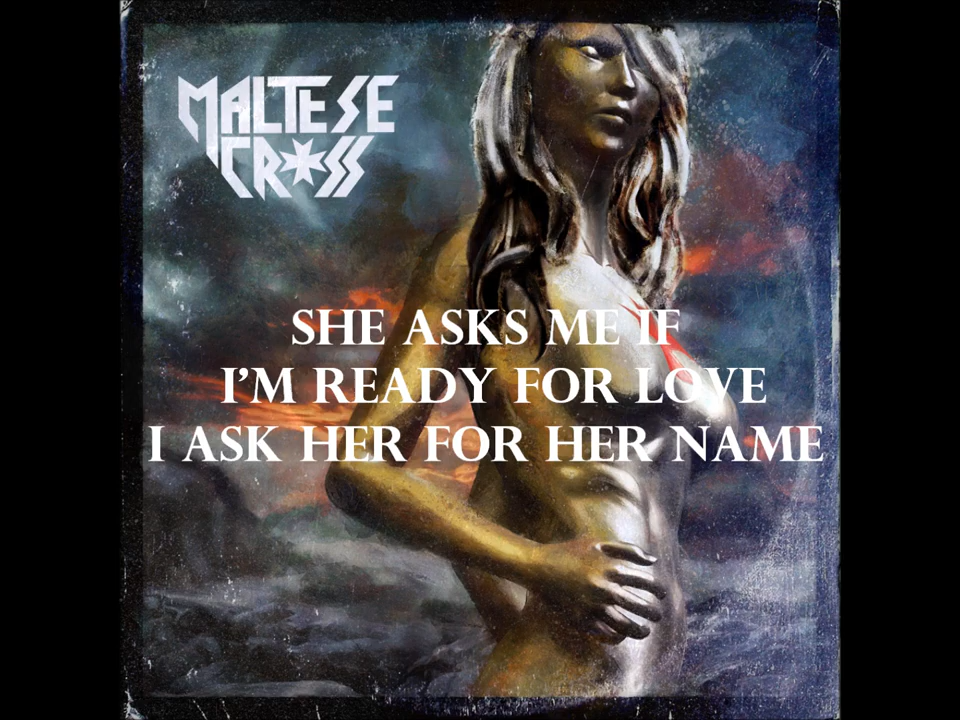 MALTESE
CROSS
SHE ASKS ME IF
I'M READY FOR LOVE
I ASK HER FOR HER NAME